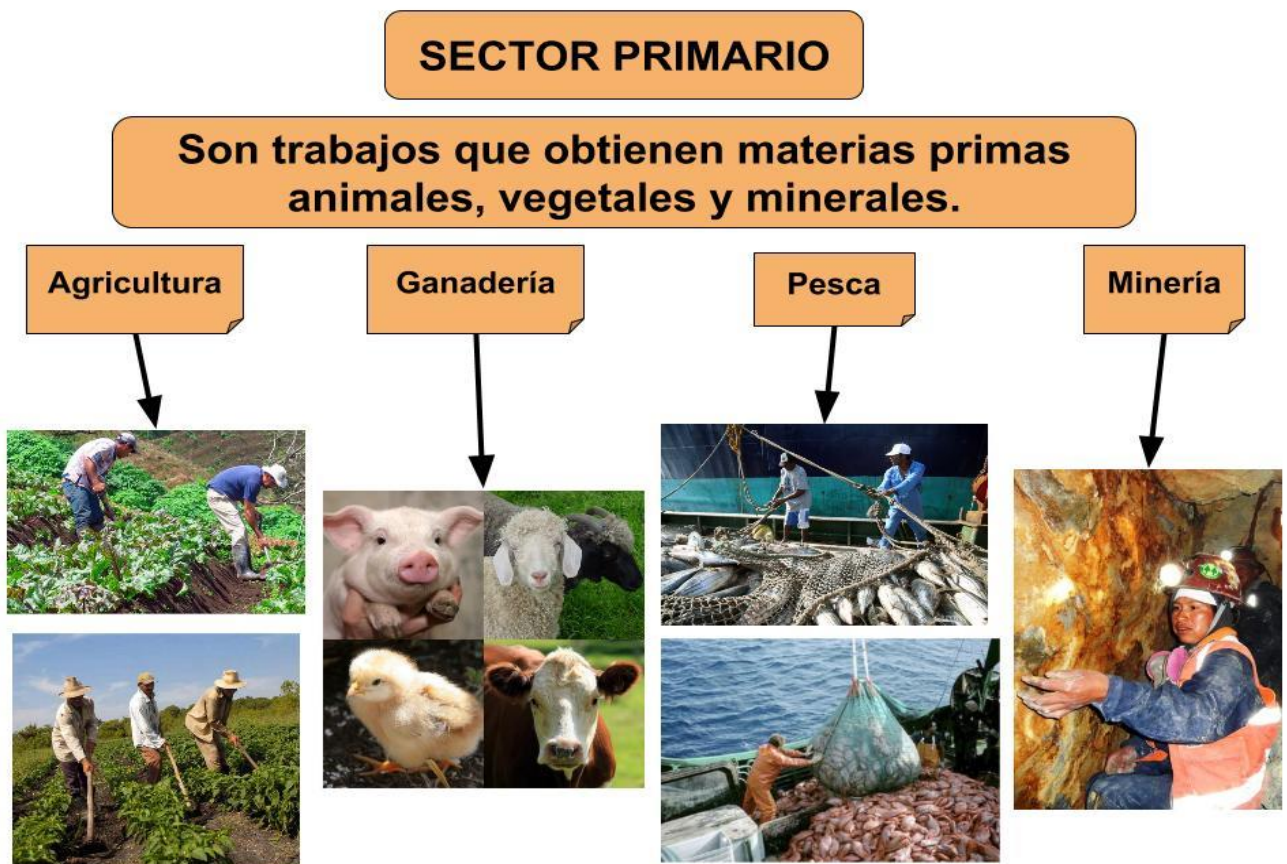 SECTOR PRIMARIO
Son trabajos que obtienen materias primas
animales, vegetales y minerales.
Agricultura
Ganadería
Pesca
Minería